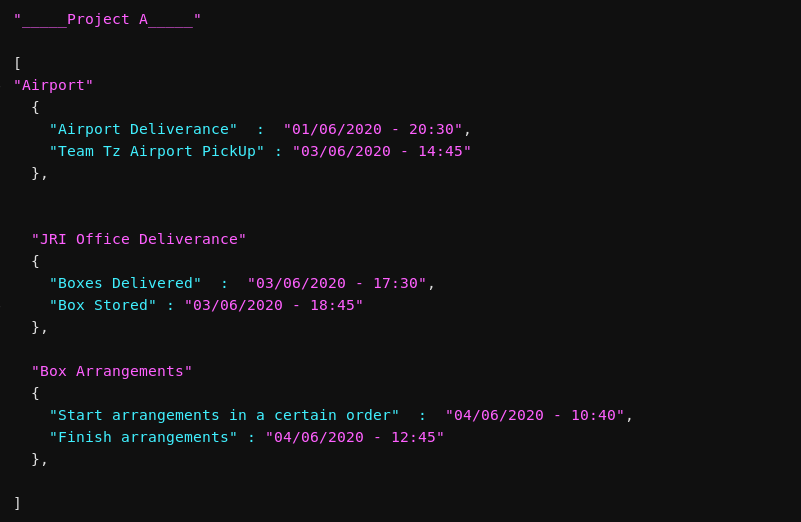 "_____Project A_____"
[
"Airport"
{
"Airport Deliverance"  :  "01/06/2020 - 20:30",
"Team Tz Airport PickUp" : "03/06/2020 - 14:45"
},
"JRI Office Deliverance"
{
"Boxes Delivered"  :  "03/06/2020 - 17:30",
"Box Stored" : "03/06/2020 - 18:45"
},
"Box Arrangements"
{
"Start arrangements in a certain order"  :  "04/06/2020 - 10:40",
"Finish arrangements" : "04/06/2020 - 12:45"
},
]